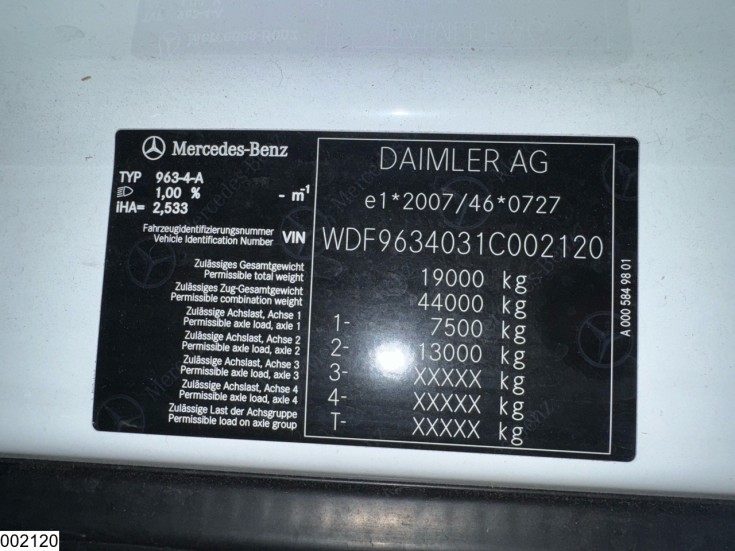 Mercedes-Benz
TYP 963-4-A
1,00 % - m⁻¹
iHA= 2,533
Fahrzeugidentifizierungsnummer
Vehicle Identification Number VIN
Zulässiges Gesamtgewicht
Permissible total weight
Zulässiges Zug-Gesamtgewicht
Permissible combination weight
Zulässige Achslast, Achse 1
Permissible axle load, axle 1
Zulässige Achslast, Achse 2
Permissible axle load, axle 2
Zulässige Achslast, Achse 3
Permissible axle load, axle 3
Zulässige Achslast, Achse 4
Permissible axle load, axle 4
Zulässige Last der Achsgruppe
Permissible load on axle group
DAIMLER AG
e1*2007/46*0727
WDF9634031C002120
19000 kg
44000 kg
1- 7500 kg
2- 13000 kg
3- XXXXX kg
4- XXXXX kg
T- XXXXX kg
A 000 584 98 01
002120